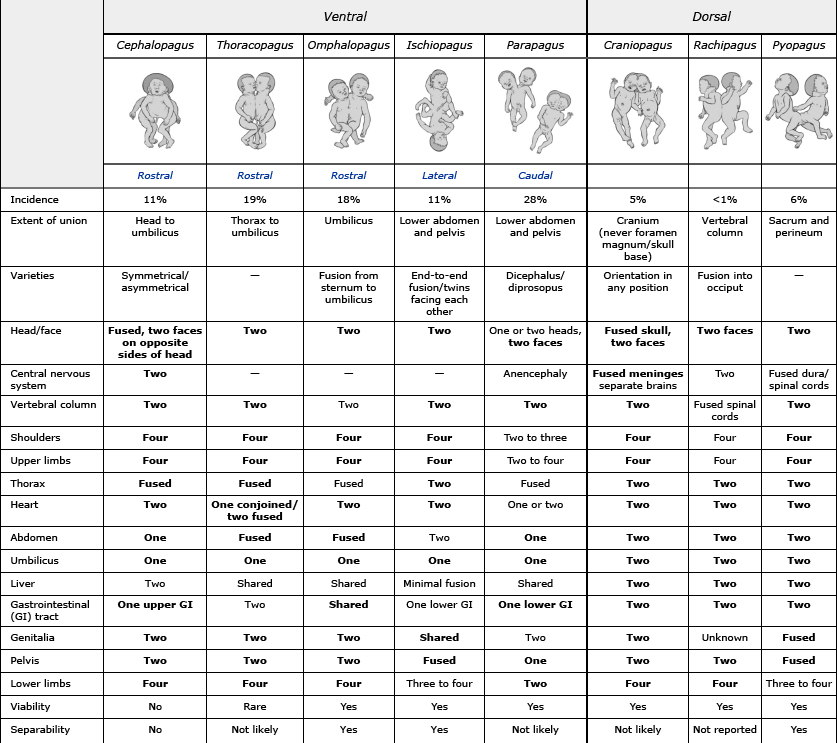 Ventral Dorsal
Cephalopagus Thoracopagus Omphalopagus Ischiopagus Parapagus Craniopagus Rachipagus Pyopagus
Rostral Rostral Rostral Lateral Caudal
Incidence 11% 19% 18% 11% 28% 5% <1% 6%
Extent of union Head to Thorax to Umbilicus Lower abdomen Lower abdomen Cranium Vertebral Sacrum and
umbilicus umbilicus and pelvis and pelvis (never foramen column perineum
magnum/skull
base)
Varieties Symmetrical/ — Fusion from End-to-end Dicephalus/ Orientation in Fusion into —
asymmetrical sternum to fusion/twins diprosopus any position occiput
umbilicus facing each
other
Head/face Fused, two faces Two Two Two One or two heads, Fused skull, Two faces Two
on opposite two faces two faces
sides of head
Central nervous Two — — — Anencephaly Fused meninges Two Fused dura/
system separate brains spinal cords
Vertebral column Two Two Two Two Two Two Fused spinal Two
cords
Shoulders Four Four Four Four Two to three Four Four Four
Upper limbs Four Four Four Four Two to four Four Four Four
Thorax Fused Fused Fused Two Fused Two Two Two
Heart Two One conjoined/ Two Two One or two Two Two Two
two fused
Abdomen One Fused Fused Two One Two Two Two
Umbilicus One One One One One Two Two Two
Liver Two Shared Shared Minimal fusion Shared Two Two Two
Gastrointestinal One upper GI Two Shared One lower GI One lower GI Two Two Two
(GI) tract
Genitalia Two Two Two Shared Two Two Unknown Fused
Pelvis Two Two Two Fused One Two Two Fused
Lower limbs Four Four Four Three to four Two Four Four Three to four
Viability No Rare Yes Yes Yes Yes Yes Yes
Separability No Not likely Yes Yes Not likely Not likely Not reported Yes